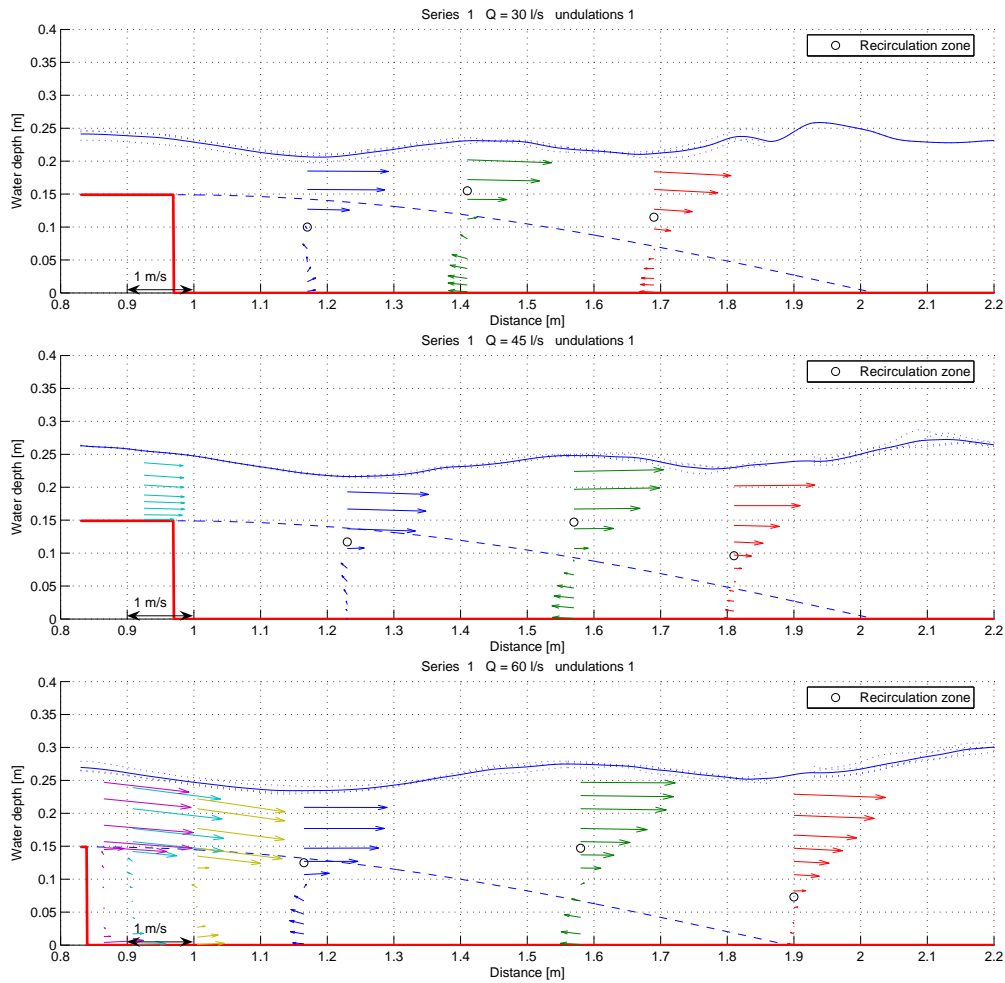 Series 1 Q = 30 l/s undulations 1
0.4
Recirculation zone
0.35
0.3
0.25
0.2
0.15
0.1
0.05
0
Water depth [m]
1 m/s
0.8 0.9 1 1.1 1.2 1.3 1.4 1.5 1.6 1.7 1.8 1.9 2 2.1 2.2
Distance [m]
Series 1 Q = 45 l/s undulations 1
0.4
Recirculation zone
0.35
0.3
0.25
0.2
0.15
0.1
0.05
0
Water depth [m]
1 m/s
0.8 0.9 1 1.1 1.2 1.3 1.4 1.5 1.6 1.7 1.8 1.9 2 2.1 2.2
Distance [m]
Series 1 Q = 60 l/s undulations 1
0.4
Recirculation zone
0.35
0.3
0.25
0.2
0.15
0.1
0.05
0
Water depth [m]
1 m/s
0.8 0.9 1 1.1 1.2 1.3 1.4 1.5 1.6 1.7 1.8 1.9 2 2.1 2.2
Distance [m]